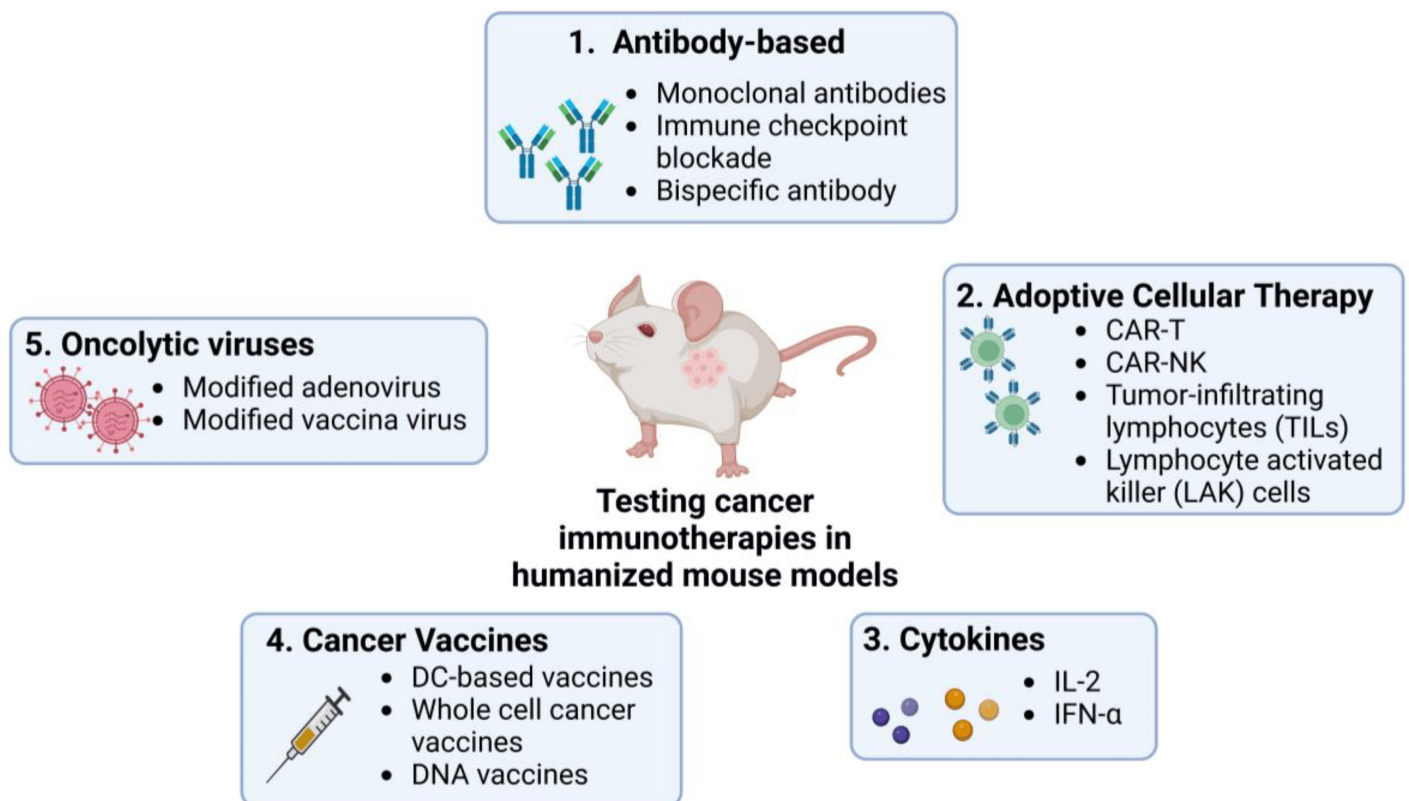 1. Antibody-based
• Monoclonal antibodies
• Immune checkpoint
blockade
• Bispecific antibody
2. Adoptive Cellular Therapy
• CAR-T
• CAR-NK
• Tumor-infiltrating
lymphocytes (TILs)
• Lymphocyte activated
killer (LAK) cells
5. Oncolytic viruses
• Modified adenovirus
• Modified vaccina virus
Testing cancer
immunotherapies in
humanized mouse models
4. Cancer Vaccines
• DC-based vaccines
• Whole cell cancer
vaccines
• DNA vaccines
3. Cytokines
• IL-2
• IFN-α